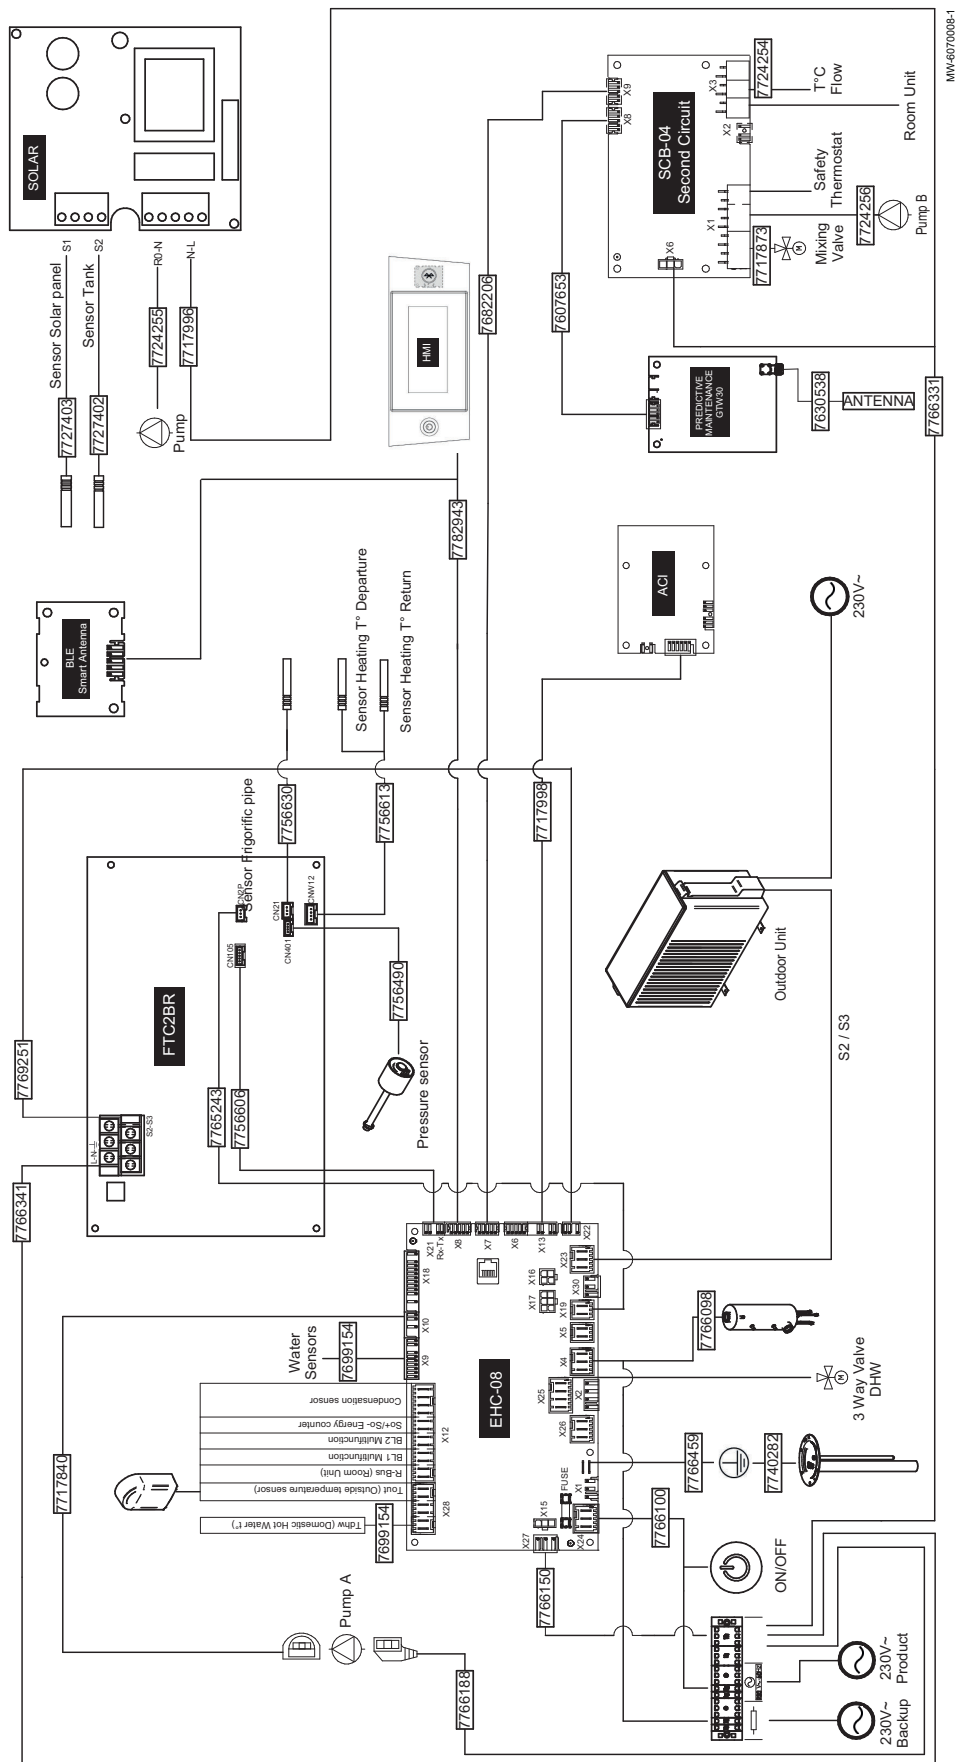 MW-6070008-1
SOLAR
S1
S2
R0-N
N-L
Sensor Solar panel
7727403
Sensor Tank
7727402
7724255
Pump
7717996
HMI
7682206
7607653
X9
X8
SCB-04
Second Circuit
X3
X2
X1
X6
7724254
T°C
Flow
Room Unit
Safety
Thermostat
7724256
Pump B
7717873
Mixing
Valve
PREDICTIVE
MAINTENANCE
GTW30
7630538
ANTENNA
7766331
BLE
Smart Antenna
7782943
ACI
230V~
Sensor Heating T° Departure
Sensor Heating T° Return
7756630
7756613
7717998
Sensor Frigorific pipe
CN2P
CN21
CNW12
CN401
CN105
FTC2BR
7769251
L-N-
S2-S3
7766341
7765243
7756606
7756490
Pressure sensor
Outdoor Unit
S2 / S3
EHC-08
X21
Rx-Tx
X8
X7
X6
X13
X22
X18
X10
X9
X12
X28
X16
X17
X23
X30
X19
X5
X4
X25
X2
X26
FUSE
X1
X15
X27
X24
Water
Sensors
7699154
7717840
Condensation sensor
So+/So- Energy counter
BL2 Multifunction
BL1 Multifunction
R-Bus-R (Room Unit)
Tout (Outside temperature sensor)
Tdhw (Domestic Hot Water t°)
7699154
7766098
3 Way Valve
DHW
7766459
7740282
7766100
7766150
ON/OFF
Pump A
7766188
230V~
Product
230V~
Backup